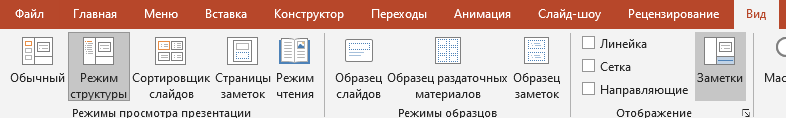 Файл Главная Меню Вставка Конструктор Переходы Анимация Слайд-шоу Рецензирование Вид
Обычный Режим структуры Сортировщик слайдов Страницы заметок Режим чтения
Режимы просмотра презентации
Образец слайдов Образец раздаточных материалов Образец заметок
Режимы образцов
Линейка
Сетка
Направляющие
Заметки
Отображение
Мас